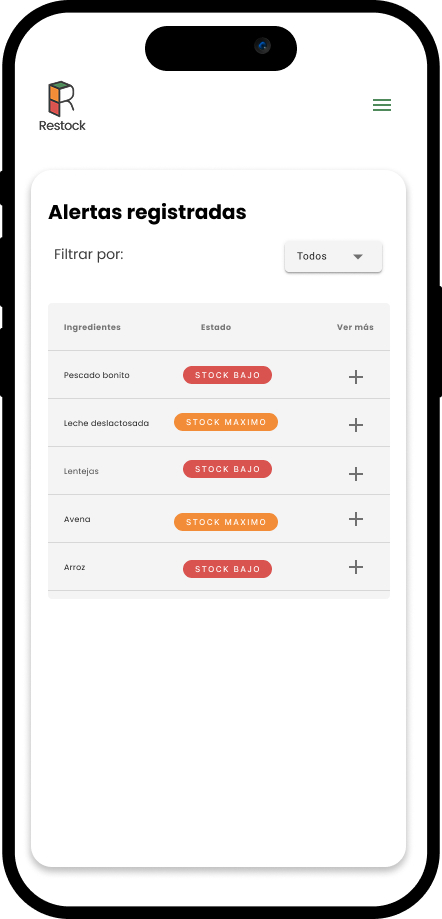 Restock
Alertas registradas
Filtrar por:
Todos
Ingredientes Estado Ver más
Pescado bonito STOCK BAJO
Leche deslactosada STOCK MAXIMO
Lentejas STOCK BAJO
Avena STOCK MAXIMO
Arroz STOCK BAJO